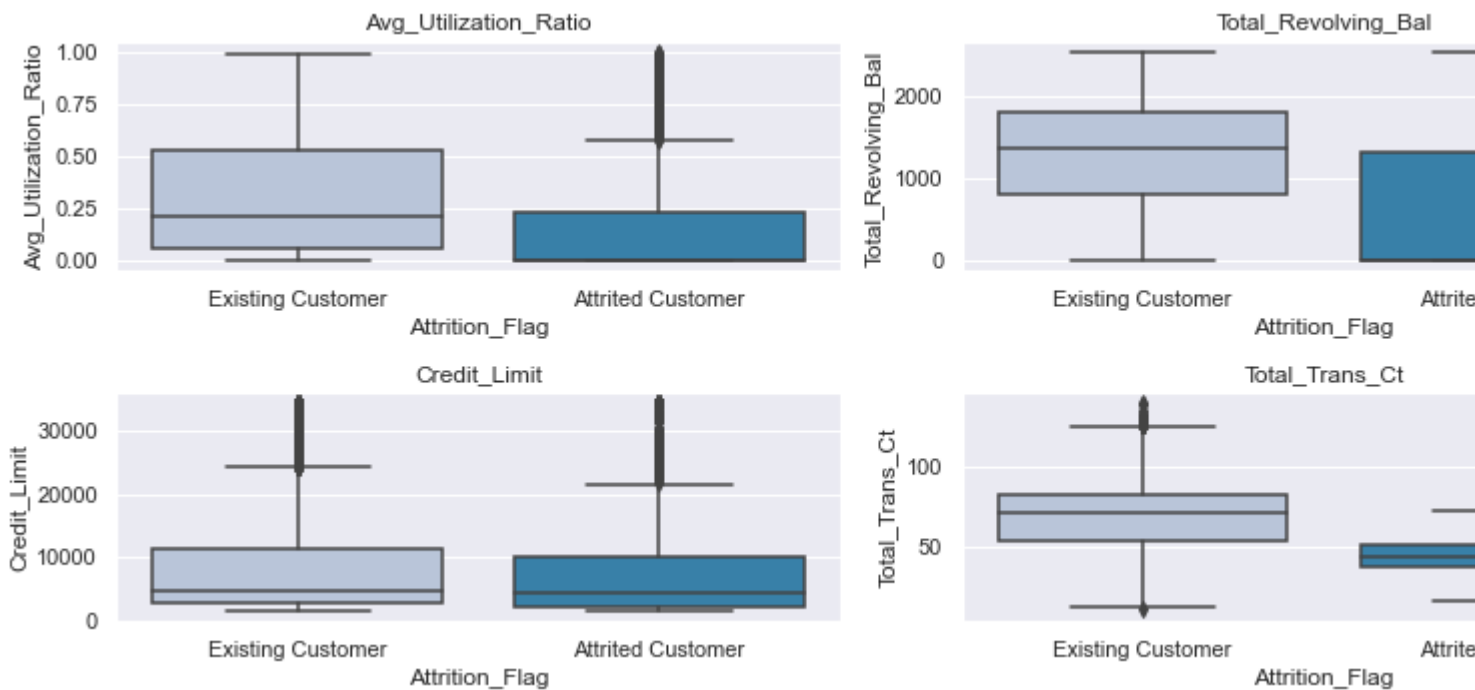 Avg_Utilization_Ratio
Avg_Utilization_Ratio
1.00
0.75
0.50
0.25
0.00
Existing Customer Attrited Customer
Attrition_Flag
Total_Revolving_Bal
Total_Revolving_Bal
2000
1000
0
Existing Customer Attrite
Attrition_Flag
Credit_Limit
Credit_Limit
30000
20000
10000
0
Existing Customer Attrited Customer
Attrition_Flag
Total_Trans_Ct
Total_Trans_Ct
100
50
Existing Customer Attrite
Attrition_Flag